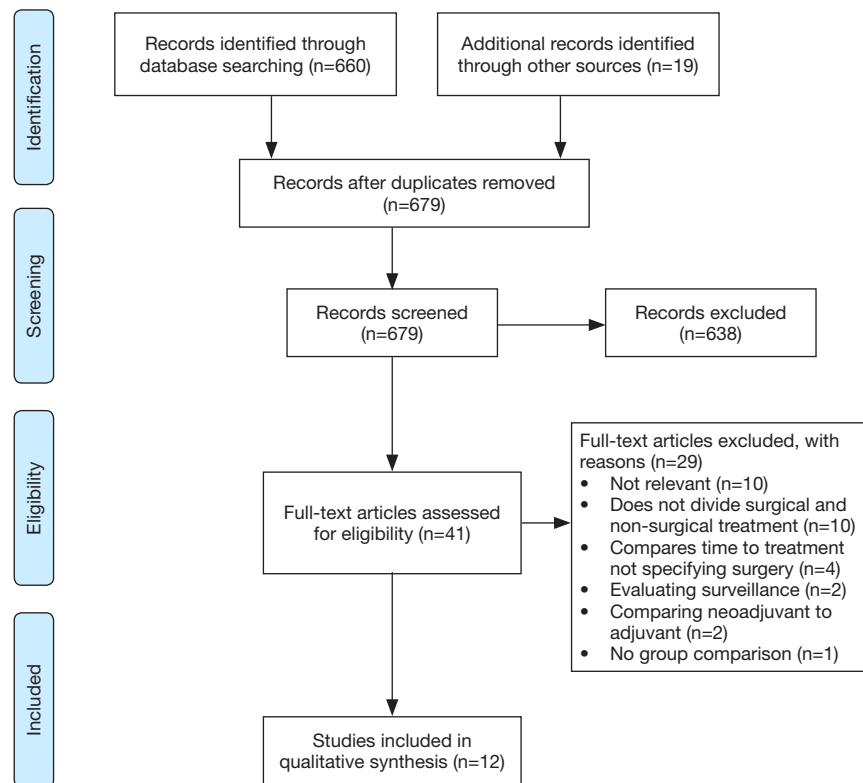 Identification
Records identified through
database searching (n=660)
Additional records identified
through other sources (n=19)
Records after duplicates removed
(n=679)
Screening
Records screened
(n=679)
Records excluded
(n=638)
Eligibility
Full-text articles assessed
for eligibility (n=41)
Full-text articles excluded, with
reasons (n=29)
• Not relevant (n=10)
• Does not divide surgical and
non-surgical treatment (n=10)
• Compares time to treatment
not specifying surgery (n=4)
• Evaluating surveillance (n=2)
• Comparing neoadjuvant to
adjuvant (n=2)
• No group comparison (n=1)
Included
Studies included in
qualitative synthesis (n=12)